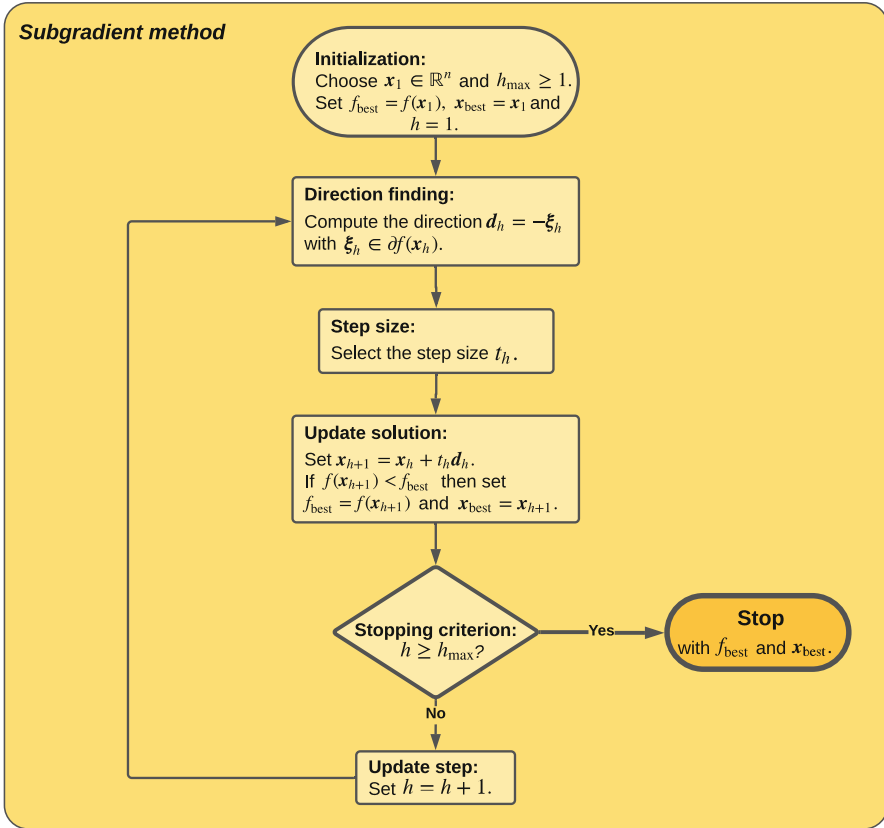 Subgradient method
Initialization:
Choose 𝒙₁ ∈ ℝⁿ and h_max ≥ 1.
Set f_best = f(𝒙₁), 𝒙_best = 𝒙₁ and
h = 1.
Direction finding:
Compute the direction 𝒅_h = −𝝃_h
with 𝝃_h ∈ ∂f(𝒙_h).
Step size:
Select the step size t_h.
Update solution:
Set 𝒙_{h+1} = 𝒙_h + t_h𝒅_h.
If f(𝒙_{h+1}) < f_best then set
f_best = f(𝒙_{h+1}) and 𝒙_best = 𝒙_{h+1}.
Stopping criterion:
h ≥ h_max?
Yes
Stop
with f_best and 𝒙_best.
No
Update step:
Set h = h + 1.